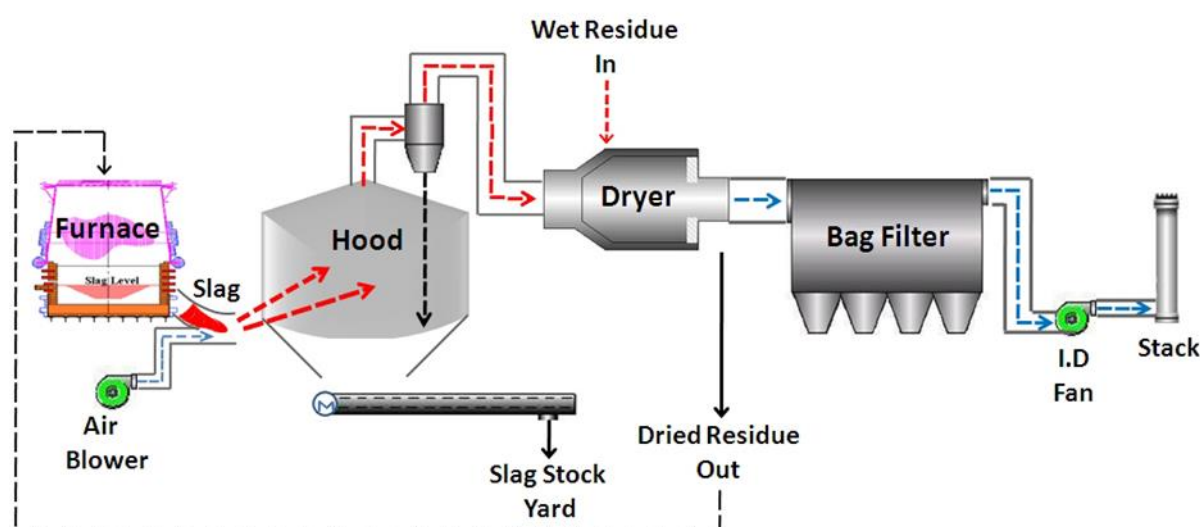 Wet Residue
In
Furnace
Slag Level
Slag
Hood
Dryer
Bag Filter
Air
Blower
M
Slag Stock
Yard
Dried Residue
Out
I.D
Fan
Stack